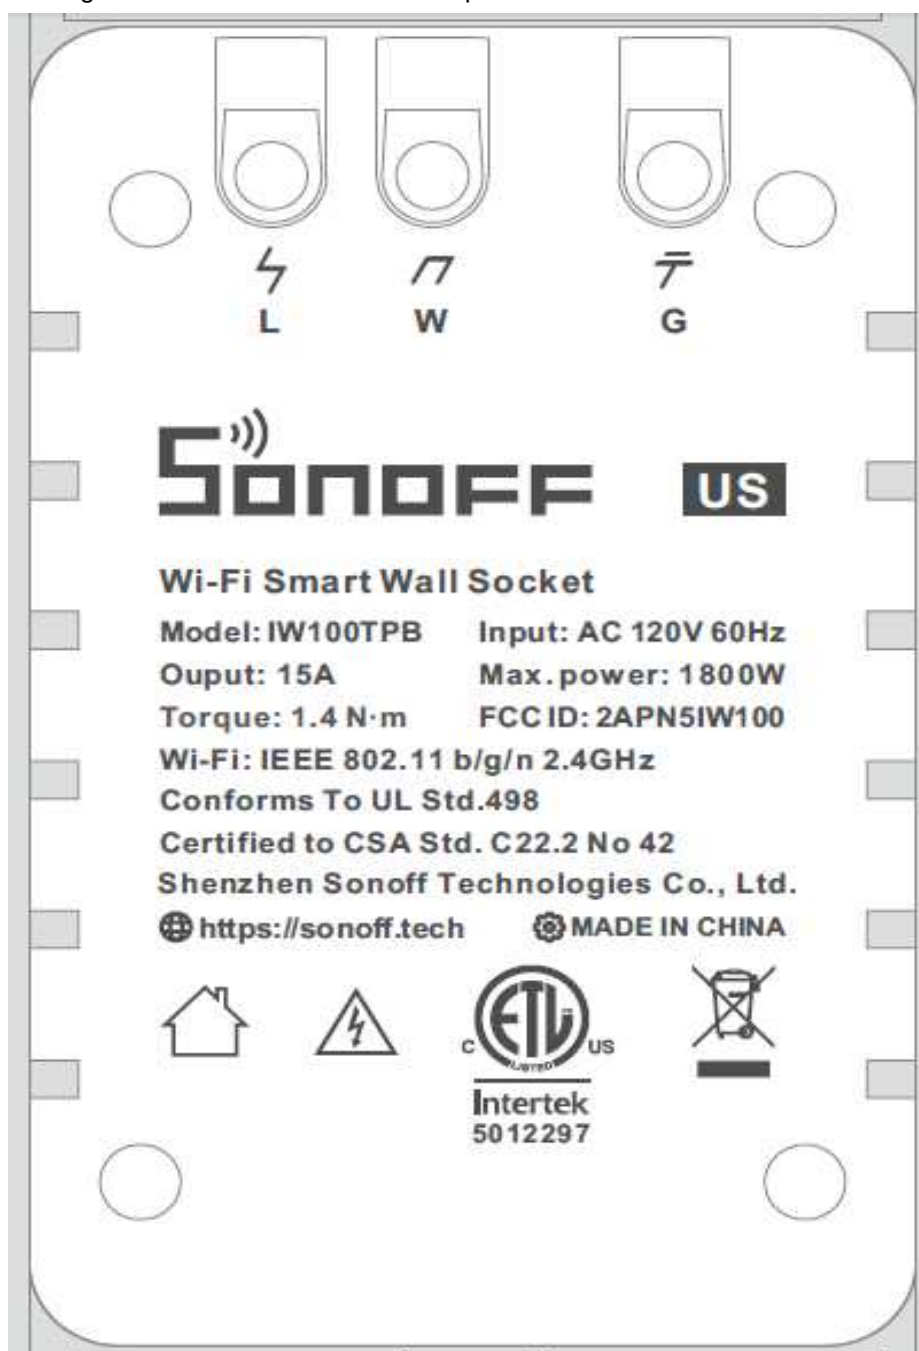 L W G
SONOFF US
Wi-Fi Smart Wall Socket
Model: IW100TPB Input: AC 120V 60Hz
Ouput: 15A Max. power: 1800W
Torque: 1.4 N·m FCC ID: 2APN5IW100
Wi-Fi: IEEE 802.11 b/g/n 2.4GHz
Conforms To UL Std.498
Certified to CSA Std. C22.2 No 42
Shenzhen Sonoff Technologies Co., Ltd.
https://sonoff.tech MADE IN CHINA
C ETL US
LISTED
Intertek
5012297